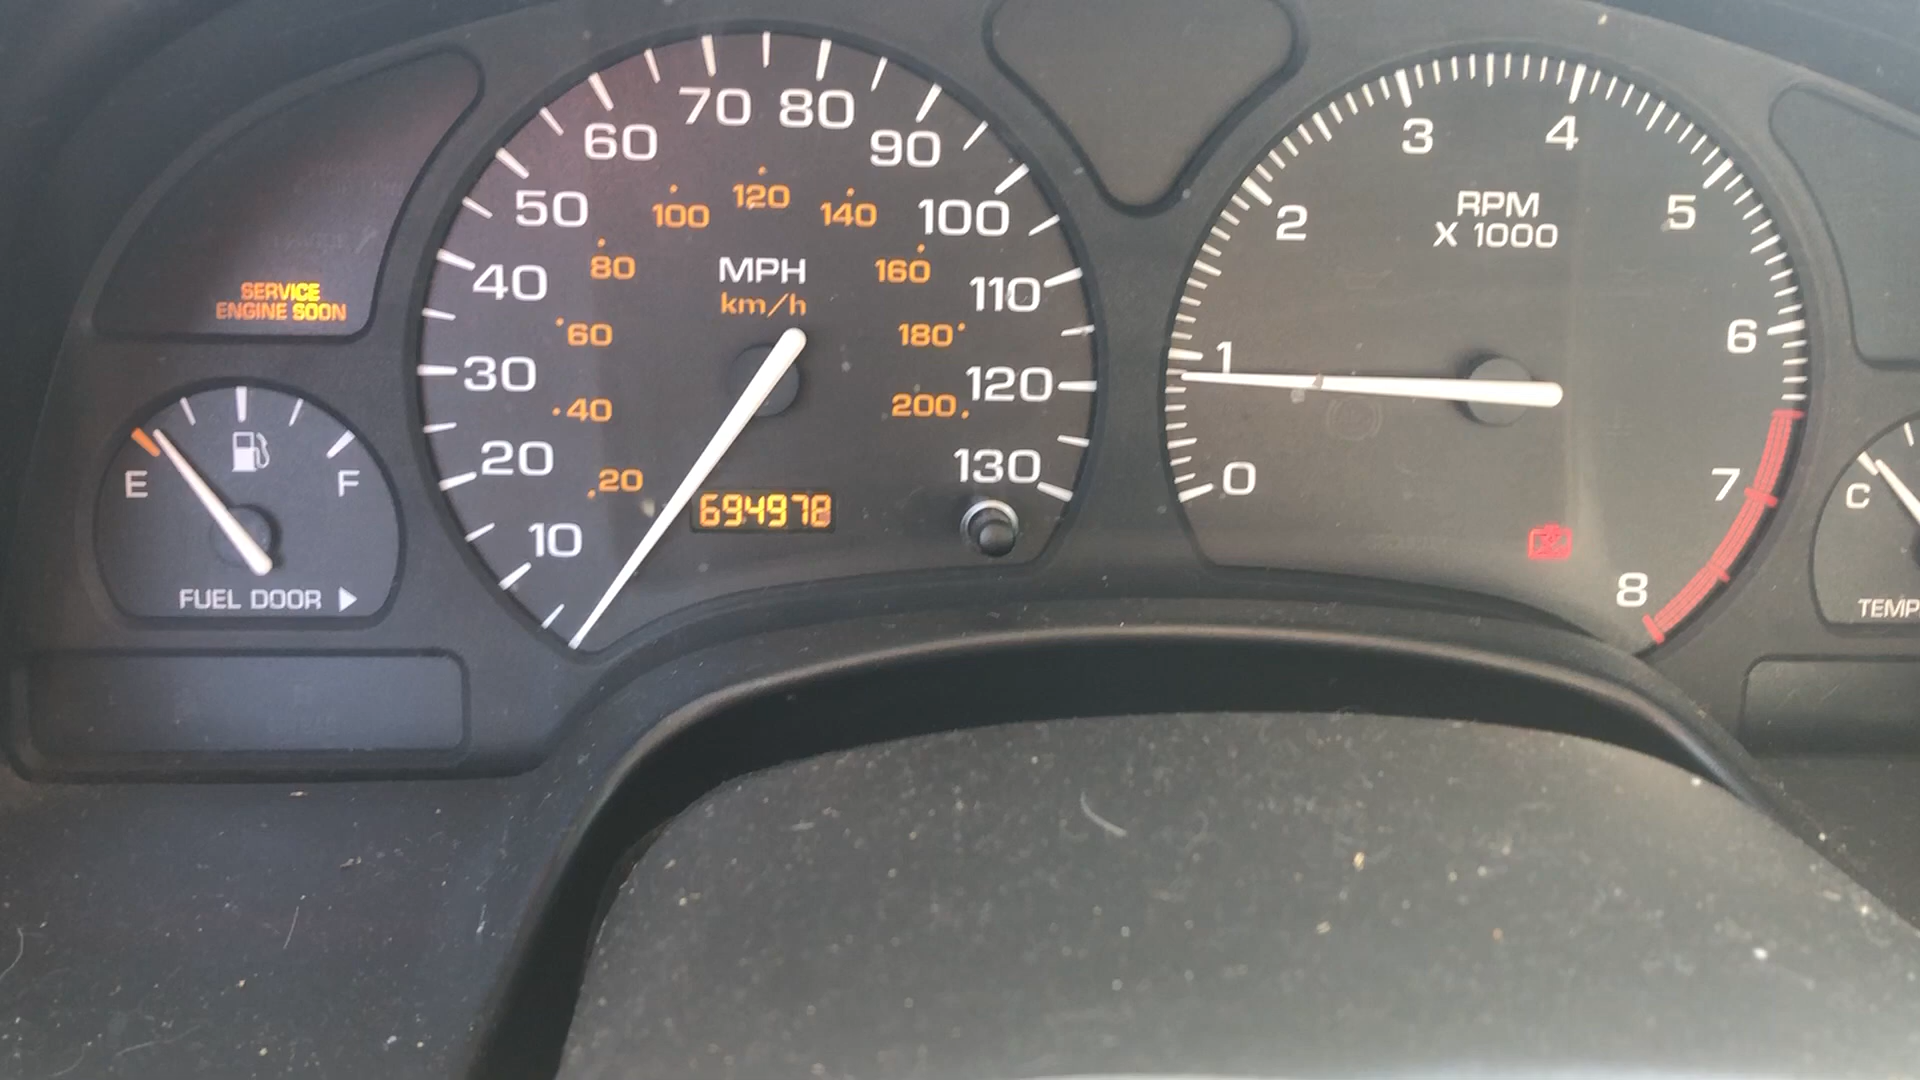 70 80
60 90
50 100
40 110
30 120
20 130
10
100 120 140
80 160
60 180
40 200
20
MPH
km/h
694978
SERVICE
ENGINE SOON
E F
FUEL DOOR
3 4
2 5
1 6
0 7
8
RPM
X 1000
C
TEMP